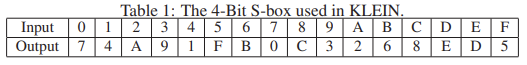 Table 1: The 4-Bit S-box used in KLEIN.
Input 0 1 2 3 4 5 6 7 8 9 A B C D E F
Output 7 4 A 9 1 F B 0 C 3 2 6 8 E D 5